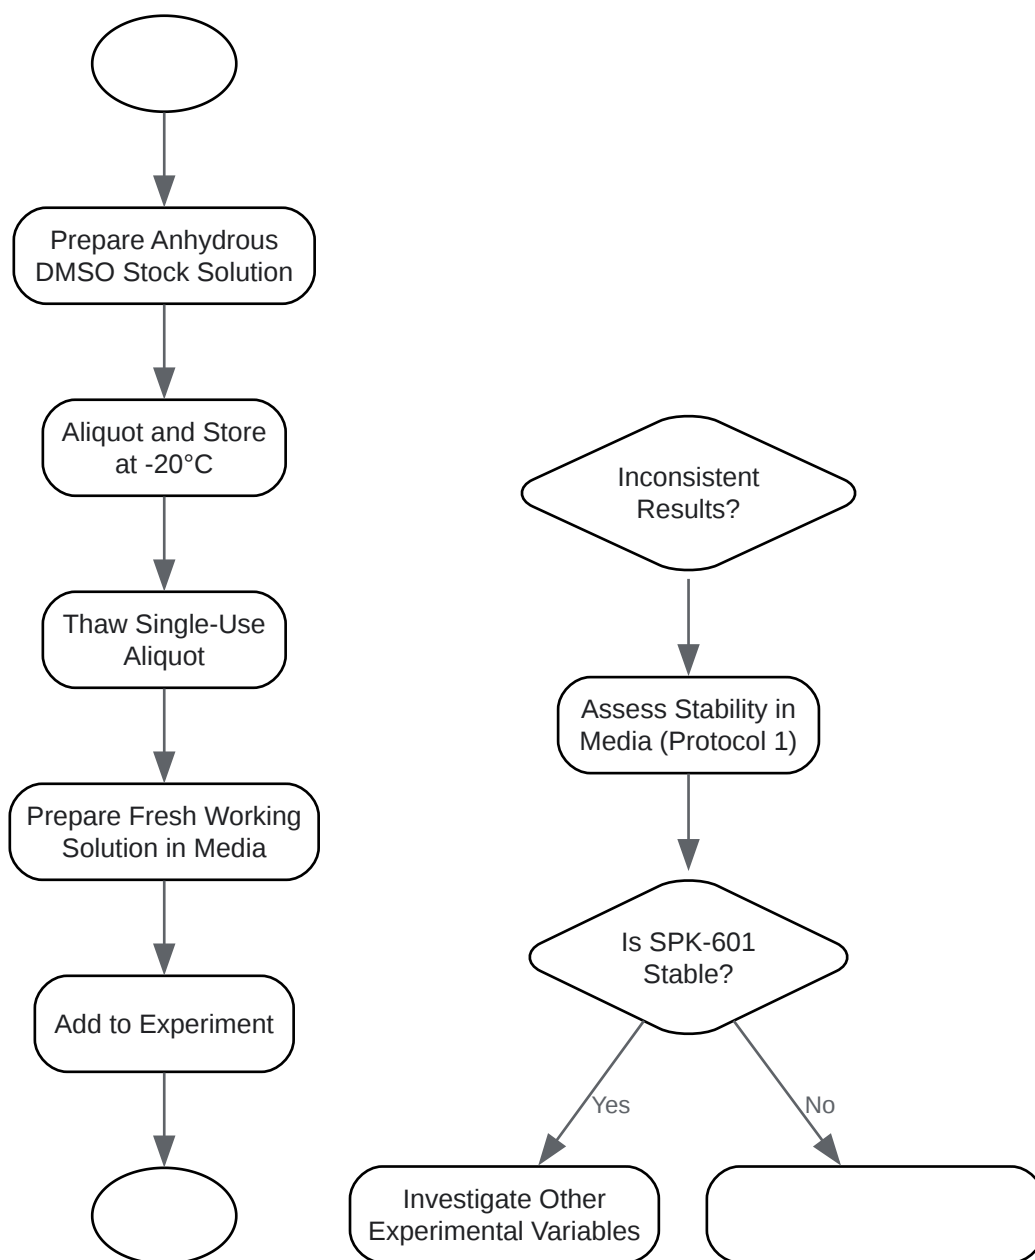 Prepare Anhydrous
DMSO Stock Solution
Aliquot and Store
at -20°C
Thaw Single-Use
Aliquot
Prepare Fresh Working
Solution in Media
Add to Experiment
Inconsistent
Results?
Assess Stability in
Media (Protocol 1)
Is SPK-601
Stable?
Yes
No
Investigate Other
Experimental Variables